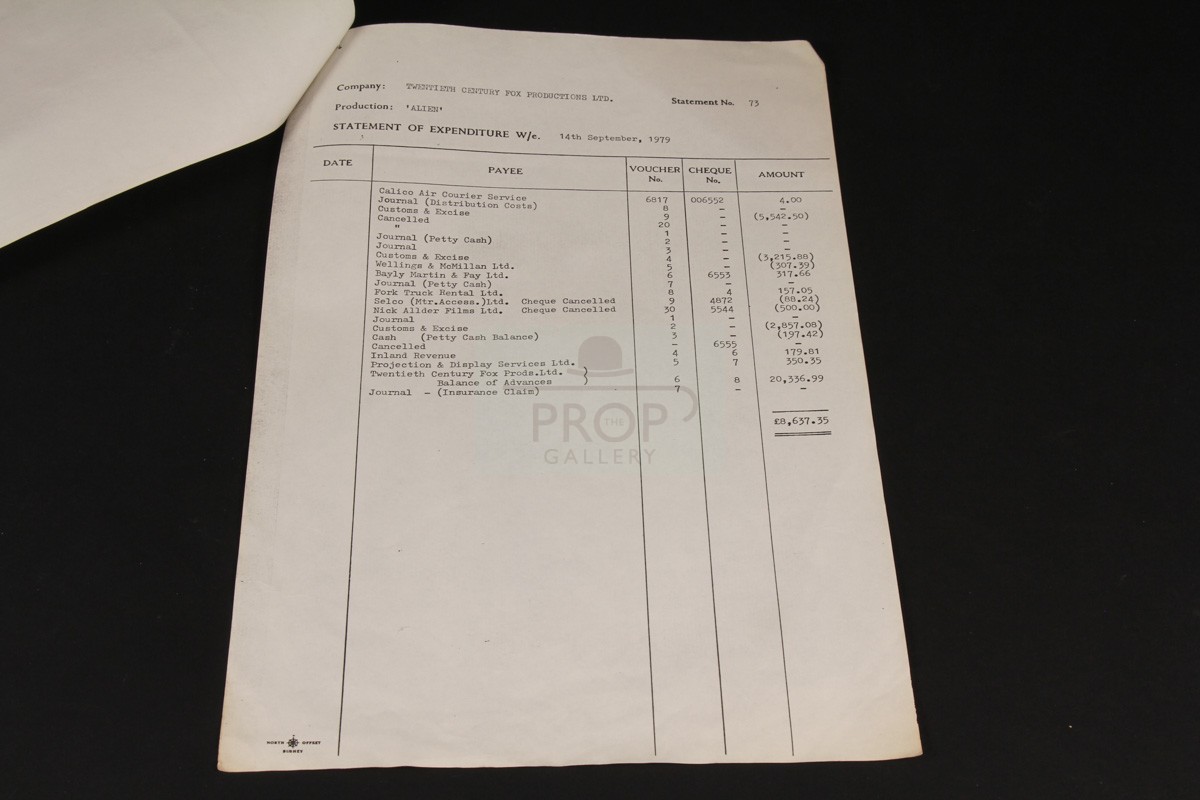 Company: TWENTIETH CENTURY FOX PRODUCTIONS LTD. Statement No. 73
Production: 'ALIEN'
STATEMENT OF EXPENDITURE W/e. 14th September, 1979
DATE PAYEE VOUCHER No. CHEQUE No. AMOUNT
Calico Air Courier Service 6817 006552 4.00
Journal (Distribution Costs) 8 – –
Customs & Excise 9 – (5,542.50)
Cancelled 20 – –
" 1 – –
Journal (Petty Cash) 2 – –
Journal 3 – –
Customs & Excise 4 – (3,215.88)
Wellings & McMillan Ltd. 5 – (307.39)
Bayly Martin & Fay Ltd. 6 6553 317.66
Journal (Petty Cash) 7 – –
Fork Truck Rental Ltd. 8 4 157.05
Selco (Mtr.Access.)Ltd. Cheque Cancelled 9 4872 (88.24)
Nick Allder Films Ltd. Cheque Cancelled 30 5544 (500.00)
Journal 1 – –
Customs & Excise 2 – (2,857.08)
Cash (Petty Cash Balance) 3 – (197.42)
Cancelled – 6555 –
Inland Revenue 4 6 179.81
Projection & Display Services Ltd. 5 7 350.35
Twentieth Century Fox Prods.Ltd. )
Balance of Advances ) 6 8 20,336.99
Journal – (Insurance Claim) 7 – –
£8,637.35
THE
PROP
GALLERY
NORTH OFFSET
BARNET